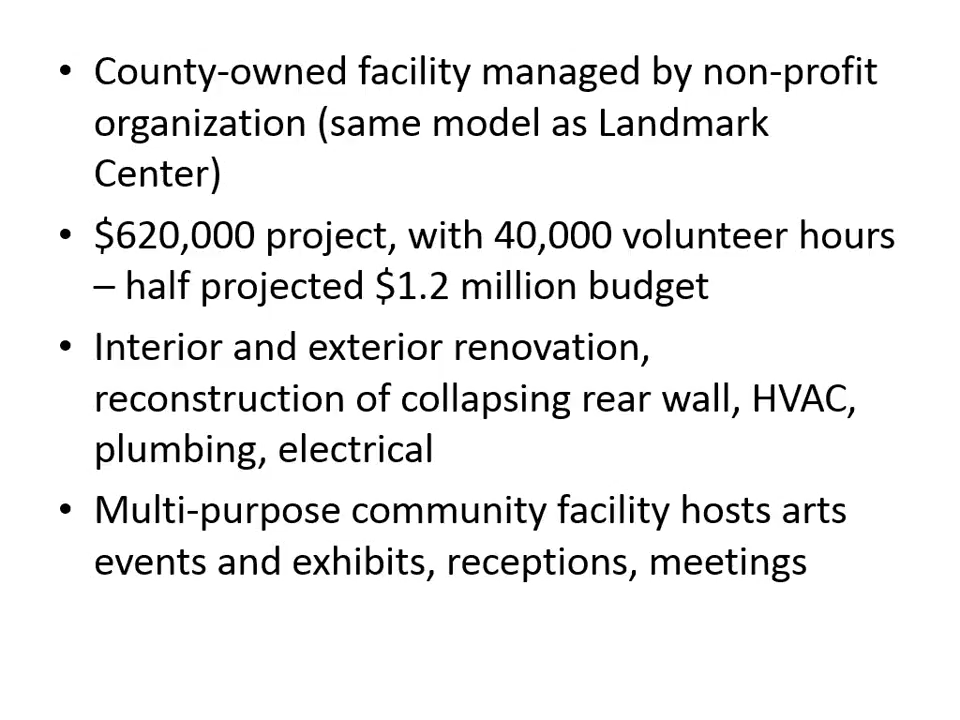 • County-owned facility managed by non-profit
organization (same model as Landmark
Center)
• $620,000 project, with 40,000 volunteer hours
– half projected $1.2 million budget
• Interior and exterior renovation,
reconstruction of collapsing rear wall, HVAC,
plumbing, electrical
• Multi-purpose community facility hosts arts
events and exhibits, receptions, meetings